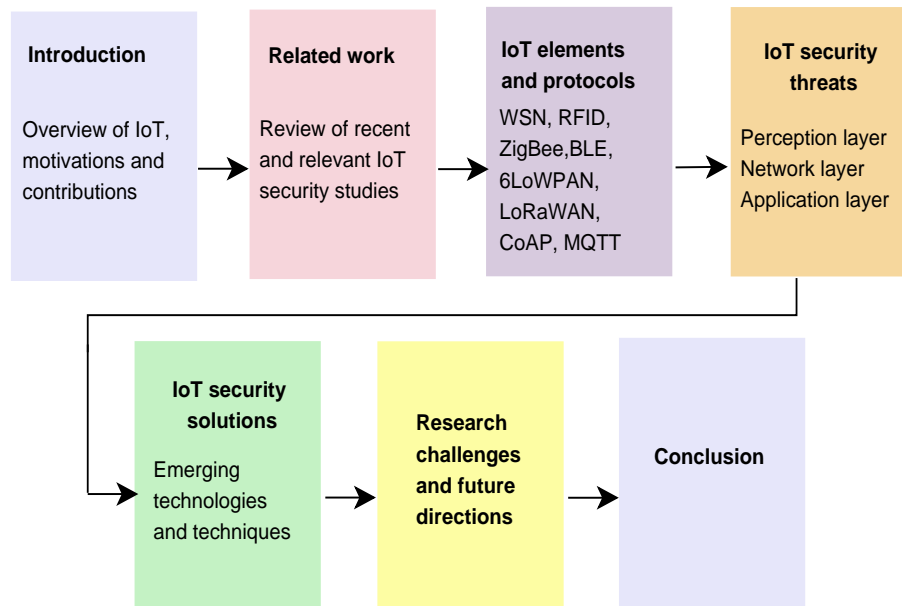 Introduction
Overview of IoT,
motivations and
contributions
Related work
Review of recent
and relevant IoT
security studies
IoT elements
and protocols
WSN, RFID,
ZigBee,BLE,
6LoWPAN,
LoRaWAN,
CoAP, MQTT
IoT security
threats
Perception layer
Network layer
Application layer
IoT security
solutions
Emerging
technologies
and techniques
Research
challenges
and future
directions
Conclusion